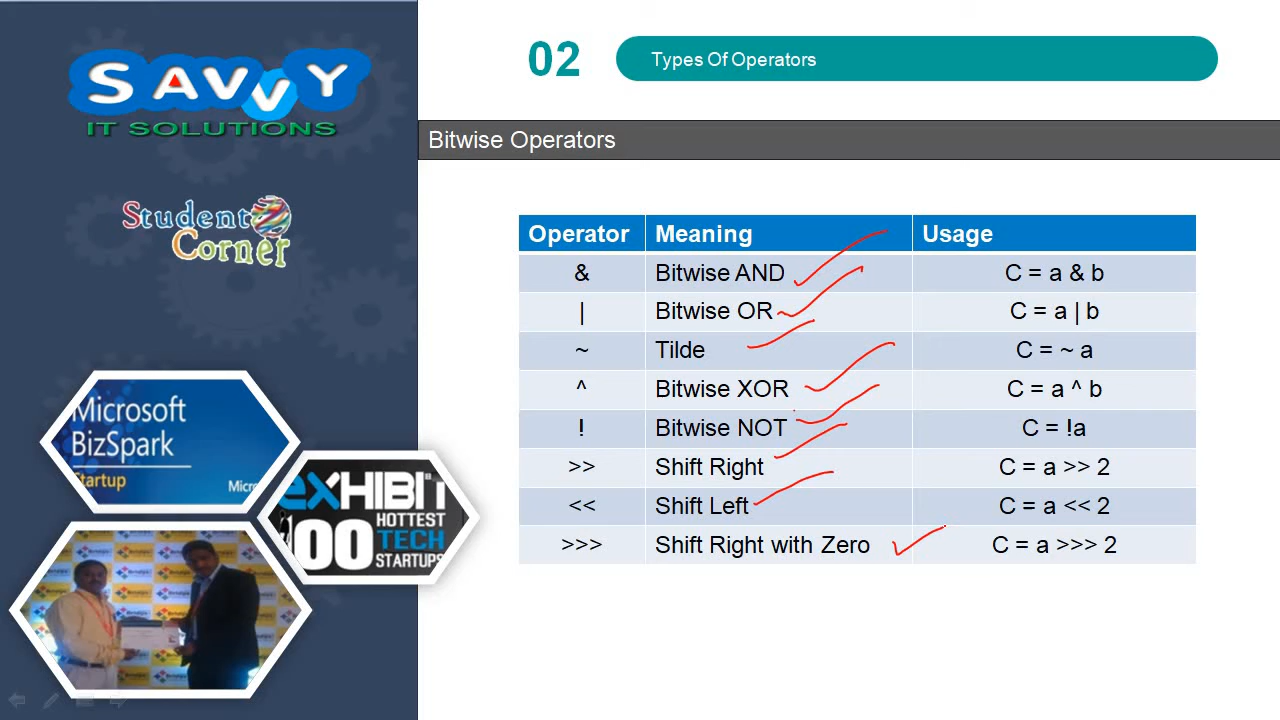 SAVVY
IT SOLUTIONS
Student
Corner
02
Types Of Operators
Bitwise Operators
Operator Meaning Usage
& Bitwise AND C = a & b
| Bitwise OR C = a | b
~ Tilde C = ~ a
^ Bitwise XOR C = a ^ b
! Bitwise NOT C = !a
>> Shift Right C = a >> 2
<< Shift Left C = a << 2
>>> Shift Right with Zero C = a >>> 2
Microsoft
BizSpark
Startup
Micr
eXHIBIT
100
HOTTEST
TECH
STARTUPS